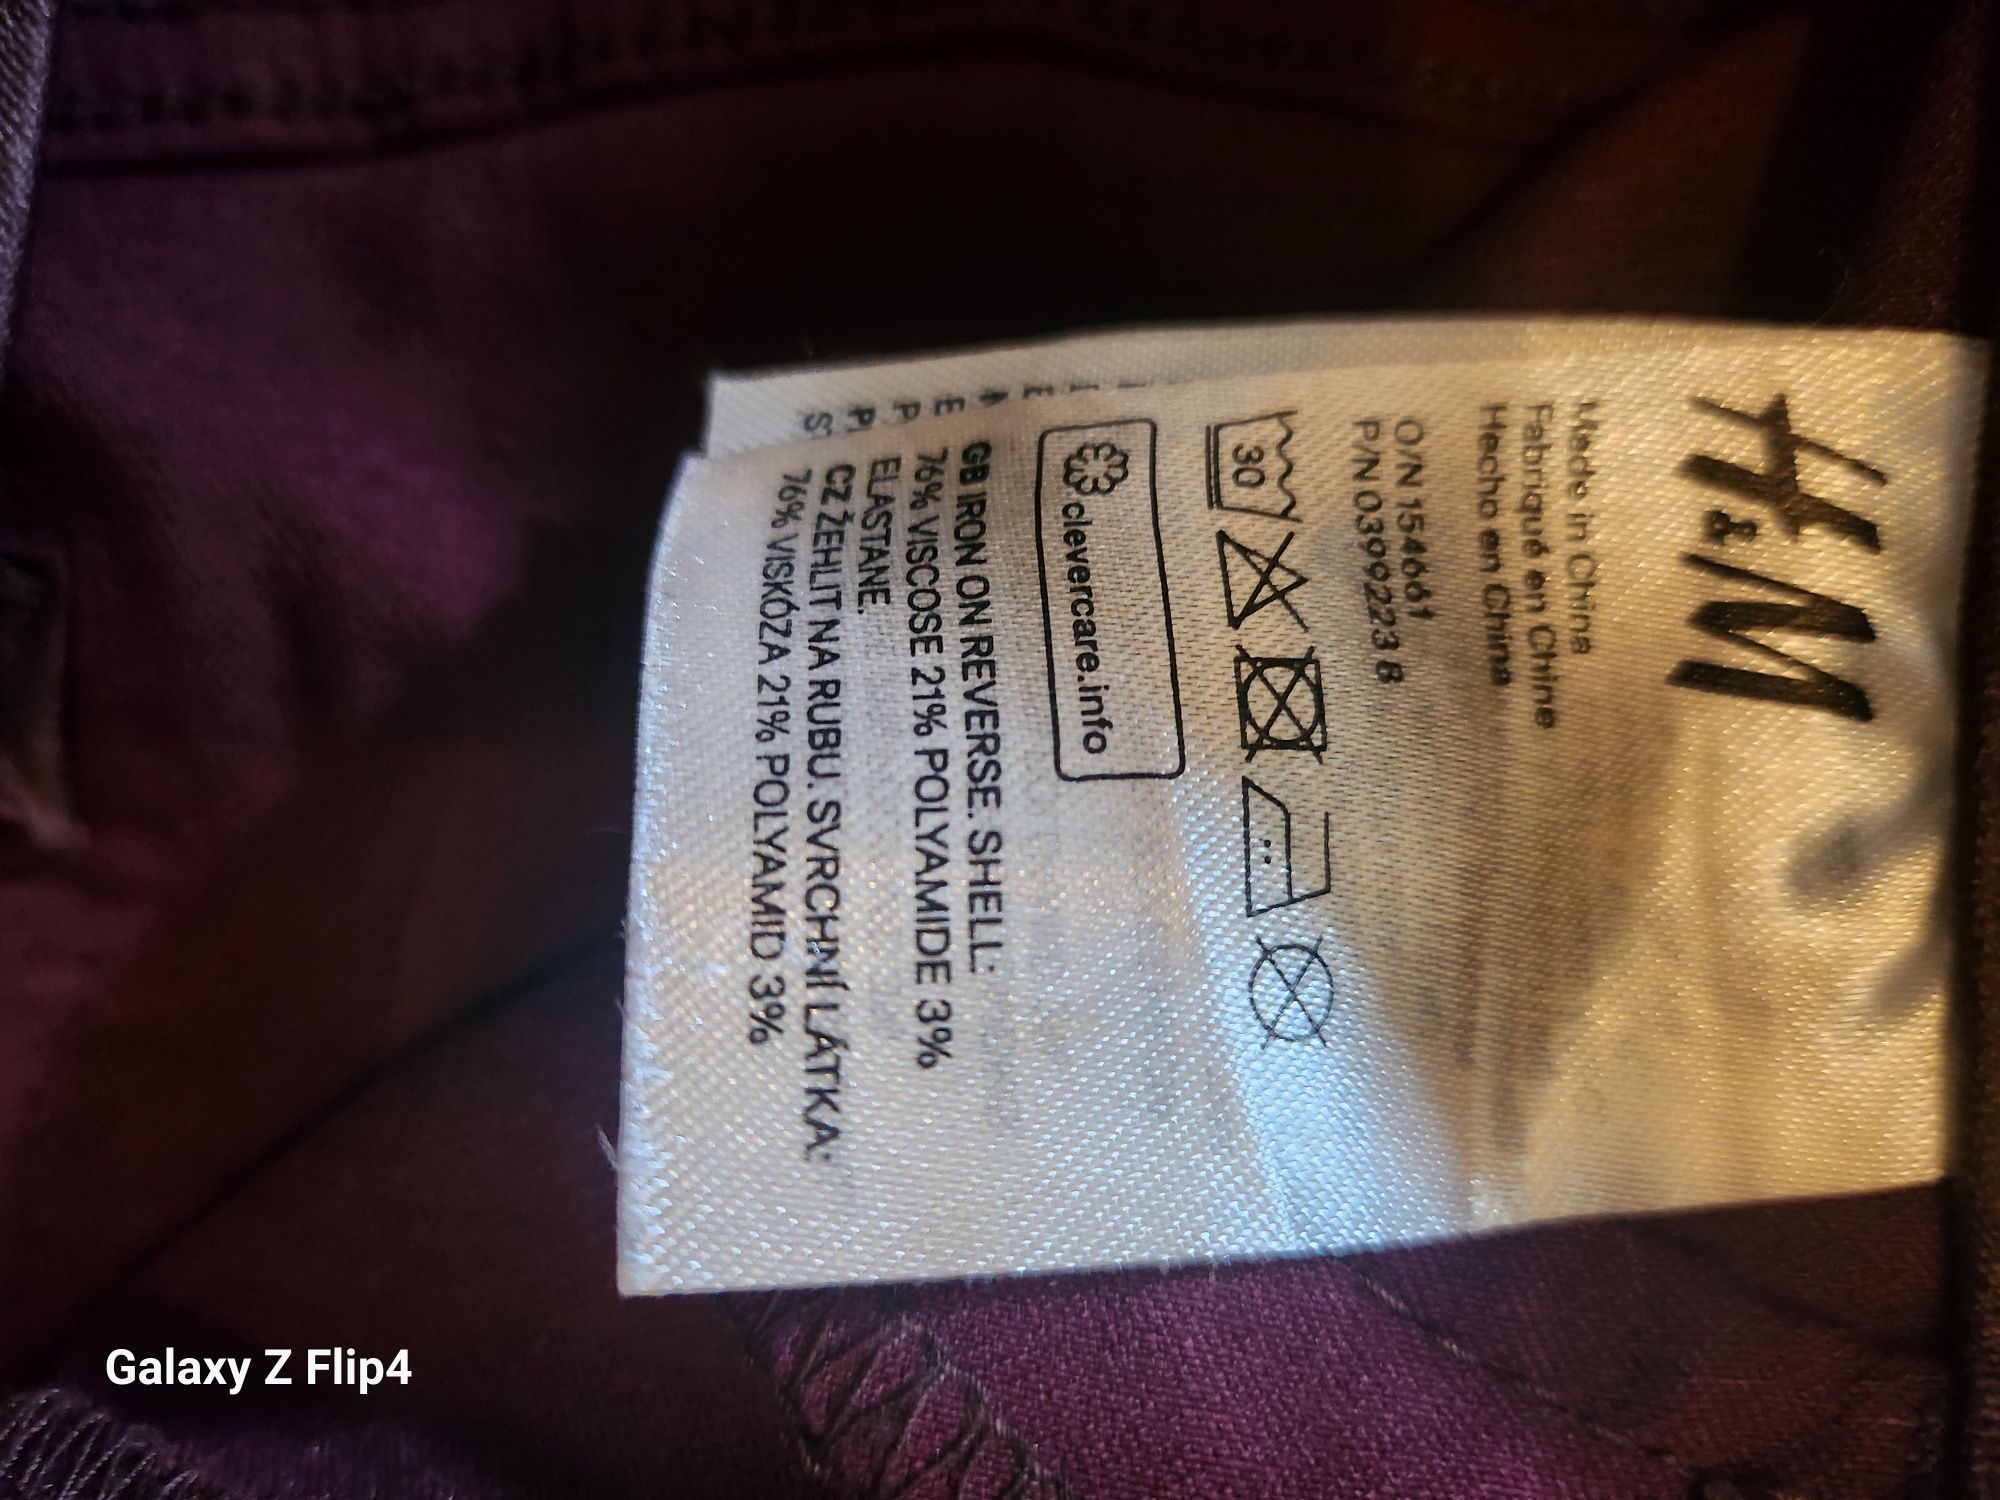 H&M
Made in China
Fabriqué en Chine
Hecho en China
O/N 154661
P/N 0399223 8
30
clevercare.info
GB IRON ON REVERSE. SHELL:
76% VISCOSE 21% POLYAMIDE 3%
ELASTANE.
CZ ŽEHLIT NA RUBU. SVRCHNÍ LÁTKA:
76% VISKÓZA 21% POLYAMID 3%
Galaxy Z Flip4